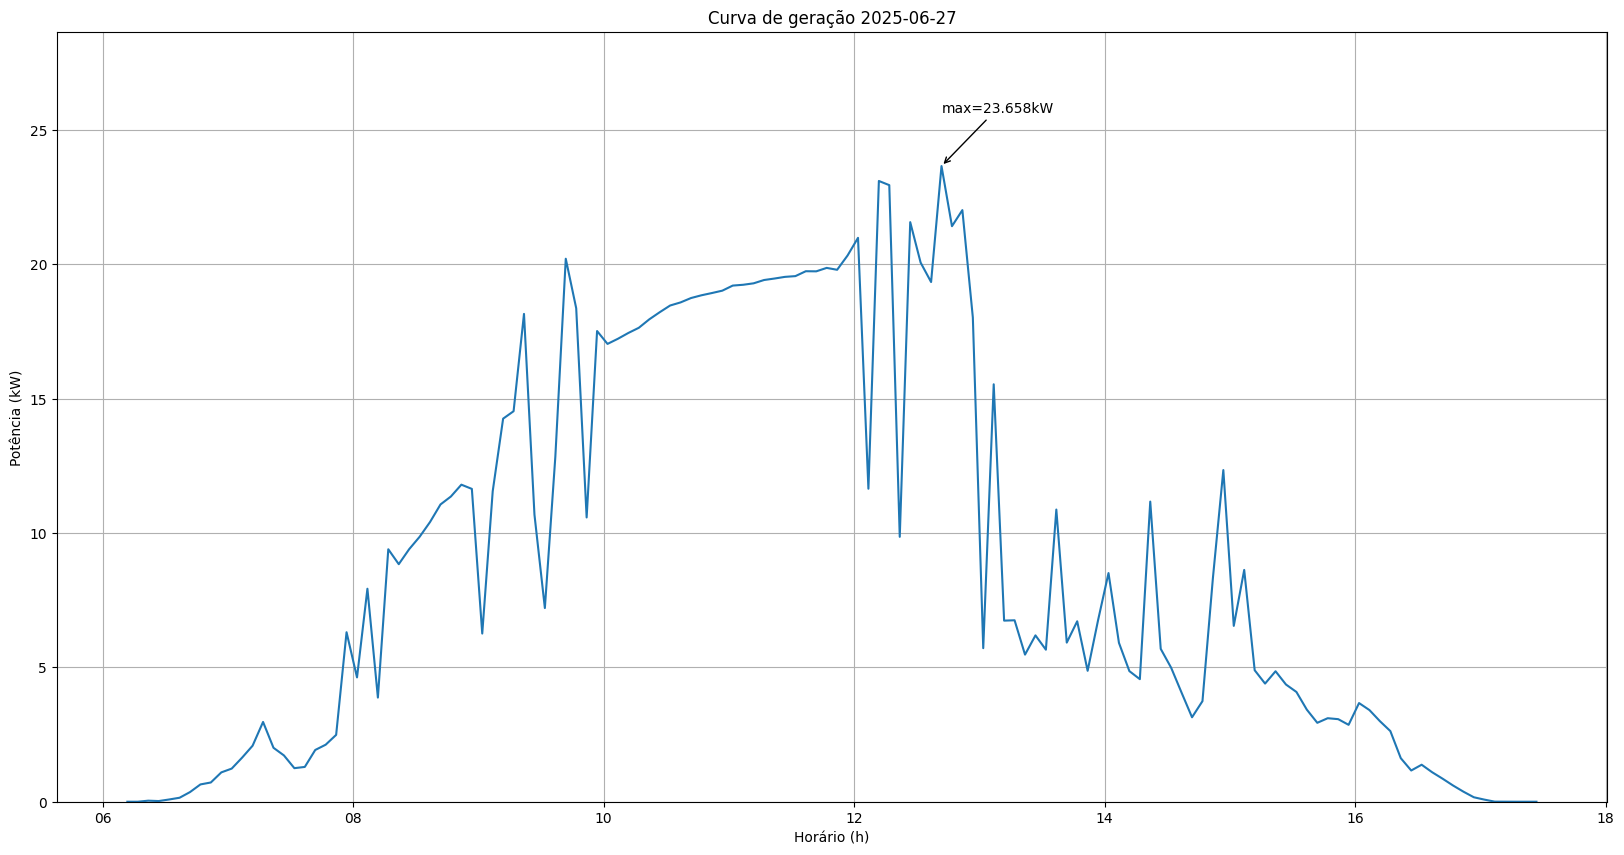 Curva de geração 2025-06-27
max=23.658kW
Potência (kW)
25
20
15
10
5
0
06 08 10 12 14 16 18
Horário (h)